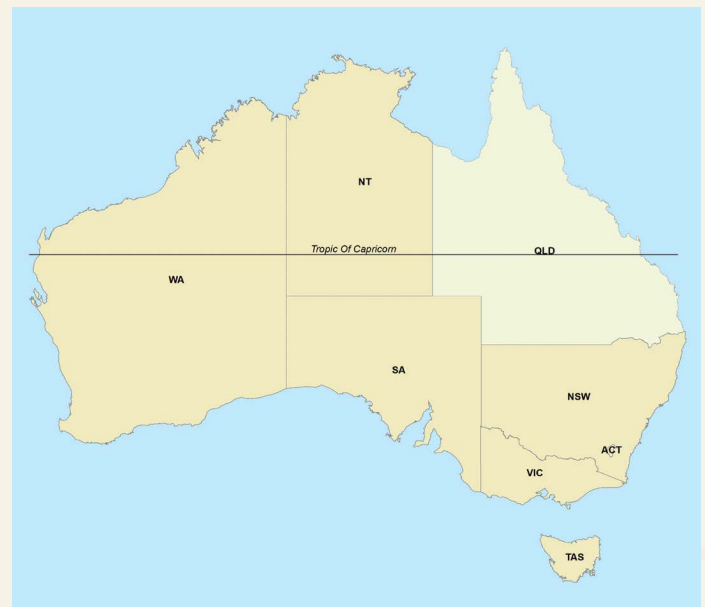 NT
Tropic Of Capricorn
QLD
WA
SA
NSW
ACT
VIC
TAS